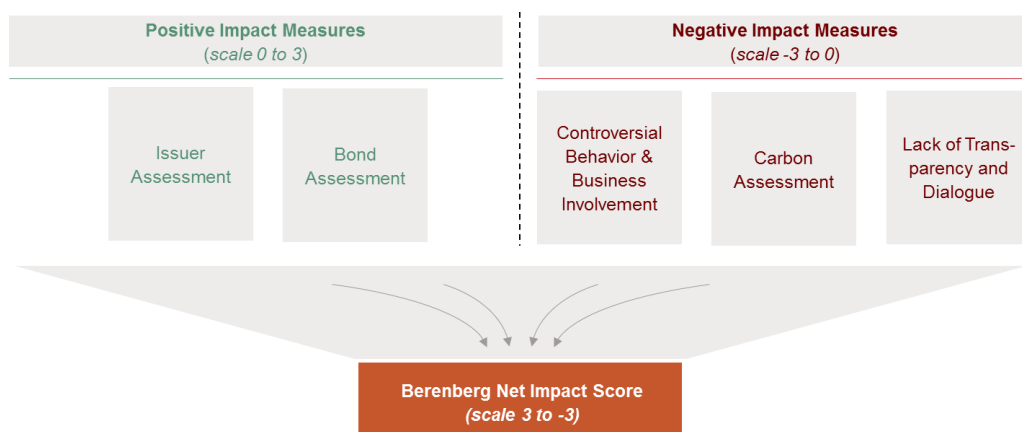 Positive Impact Measures
(scale 0 to 3)
Negative Impact Measures
(scale -3 to 0)
Issuer
Assessment
Bond
Assessment
Controversial
Behavior &
Business
Involvement
Carbon
Assessment
Lack of Trans-
parency and
Dialogue
Berenberg Net Impact Score
(scale 3 to -3)